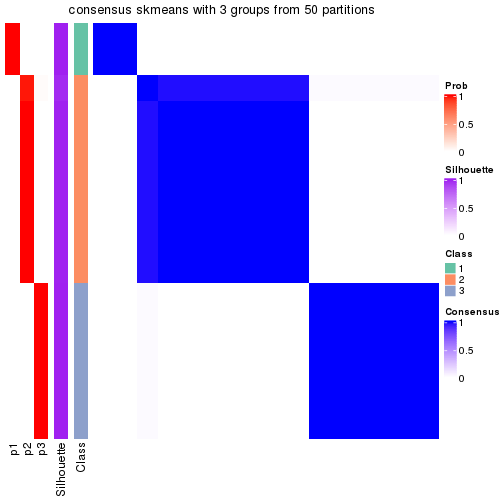 consensus skmeans with 3 groups from 50 partitions
Prob
1
0.5
0
Silhouette
1
0.5
0
Class
1
2
3
Consensus
1
0.5
0
p1
p2
p3
Silhouette
Class